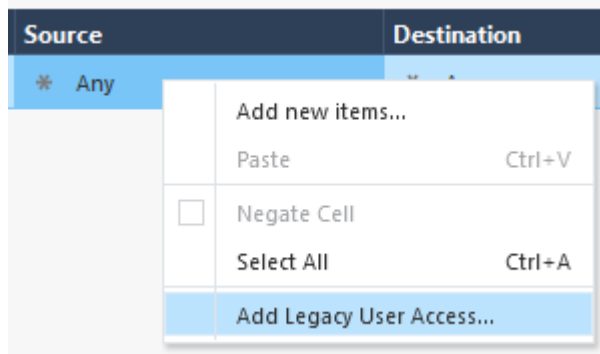 Source Destination
* Any
Add new items...
Paste Ctrl+V
Negate Cell
Select All Ctrl+A
Add Legacy User Access...